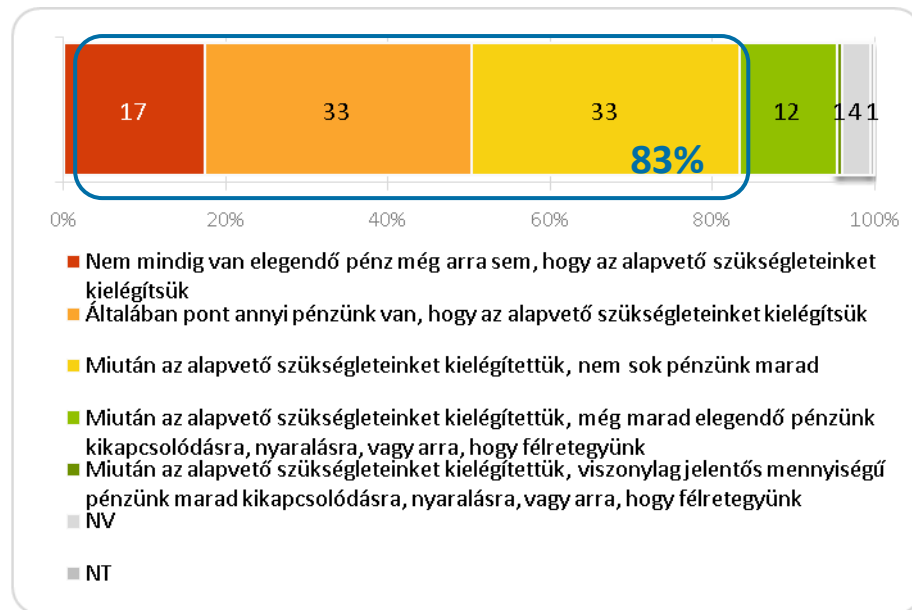 17 33 33 12 1 4 1
83%
0% 20% 40% 60% 80% 100%
Nem mindig van elegendő pénz még arra sem, hogy az alapvető szükségleteinket
kielégítsük
Általában pont annyi pénzünk van, hogy az alapvető szükségleteinket kielégítsük
Miután az alapvető szükségleteinket kielégítettük, nem sok pénzünk marad
Miután az alapvető szükségleteinket kielégítettük, még marad elegendő pénzünk
kikapcsolódásra, nyaralásra, vagy arra, hogy félretegyünk
Miután az alapvető szükségleteinket kielégítettük, viszonylag jelentős mennyiségű
pénzünk marad kikapcsolódásra, nyaralásra, vagy arra, hogy félretegyünk
NV
NT